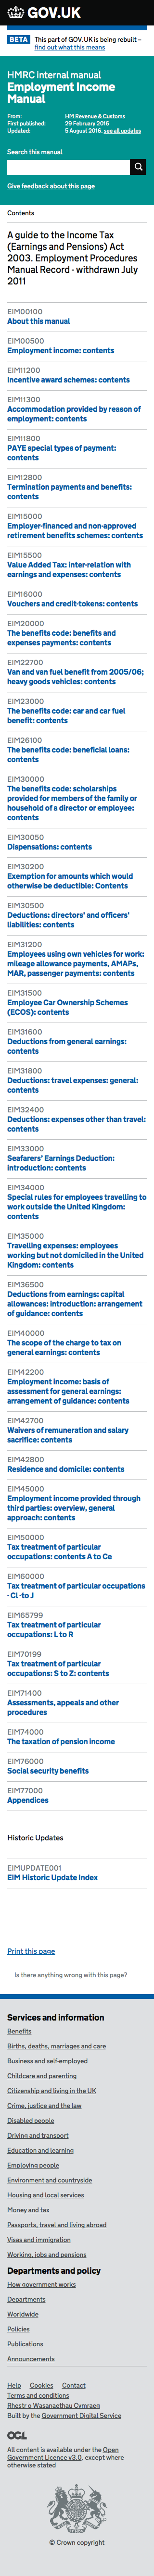 GOV.UK
BETA This part of GOV.UK is being rebuilt –
find out what this means
HMRC internal manual
Employment Income
Manual
From: HM Revenue & Customs
First published: 29 February 2016
Updated: 5 August 2016, see all updates
Search this manual
Give feedback about this page
Contents
A guide to the Income Tax
(Earnings and Pensions) Act
2003. Employment Procedures
Manual Record - withdrawn July
2011
EIM00100
About this manual
EIM00500
Employment income: contents
EIM11200
Incentive award schemes: contents
EIM11300
Accommodation provided by reason of
employment: contents
EIM11800
PAYE special types of payment:
contents
EIM12800
Termination payments and benefits:
contents
EIM15000
Employer-financed and non-approved
retirement benefits schemes: contents
EIM15500
Value Added Tax: inter-relation with
earnings and expenses: contents
EIM16000
Vouchers and credit-tokens: contents
EIM20000
The benefits code: benefits and
expenses payments: contents
EIM22700
Van and van fuel benefit from 2005/06;
heavy goods vehicles: contents
EIM23000
The benefits code: car and car fuel
benefit: contents
EIM26100
The benefits code: beneficial loans:
contents
EIM30000
The benefits code: scholarships
provided for members of the family or
household of a director or employee:
contents
EIM30050
Dispensations: contents
EIM30200
Exemption for amounts which would
otherwise be deductible: Contents
EIM30500
Deductions: directors' and officers'
liabilities: contents
EIM31200
Employees using own vehicles for work:
mileage allowance payments, AMAPs,
MAR, passenger payments: contents
EIM31500
Employee Car Ownership Schemes
(ECOS): contents
EIM31600
Deductions from general earnings:
contents
EIM31800
Deductions: travel expenses: general:
contents
EIM32400
Deductions: expenses other than travel:
contents
EIM33000
Seafarers' Earnings Deduction:
introduction: contents
EIM34000
Special rules for employees travelling to
work outside the United Kingdom:
contents
EIM35000
Travelling expenses: employees
working but not domiciled in the United
Kingdom: contents
EIM36500
Deductions from earnings: capital
allowances: introduction: arrangement
of guidance: contents
EIM40000
The scope of the charge to tax on
general earnings: contents
EIM42200
Employment income: basis of
assessment for general earnings:
arrangement of guidance: contents
EIM42700
Waivers of remuneration and salary
sacrifice: contents
EIM42800
Residence and domicile: contents
EIM45000
Employment income provided through
third parties: overview, general
approach: contents
EIM50000
Tax treatment of particular
occupations: contents A to Ce
EIM60000
Tax treatment of particular occupations
- Cl -to J
EIM65799
Tax treatment of particular
occupations: L to R
EIM70199
Tax treatment of particular
occupations: S to Z: contents
EIM71400
Assessments, appeals and other
procedures
EIM74000
The taxation of pension income
EIM76000
Social security benefits
EIM77000
Appendices
Historic Updates
EIMUPDATE001
EIM Historic Update Index
Print this page
Is there anything wrong with this page?
Services and information
Benefits
Births, deaths, marriages and care
Business and self-employed
Childcare and parenting
Citizenship and living in the UK
Crime, justice and the law
Disabled people
Driving and transport
Education and learning
Employing people
Environment and countryside
Housing and local services
Money and tax
Passports, travel and living abroad
Visas and immigration
Working, jobs and pensions
Departments and policy
How government works
Departments
Worldwide
Policies
Publications
Announcements
Help Cookies Contact
Terms and conditions
Rhestr o Wasanaethau Cymraeg
Built by the Government Digital Service
OGL
All content is available under the Open
Government Licence v3.0, except where
otherwise stated
© Crown copyright